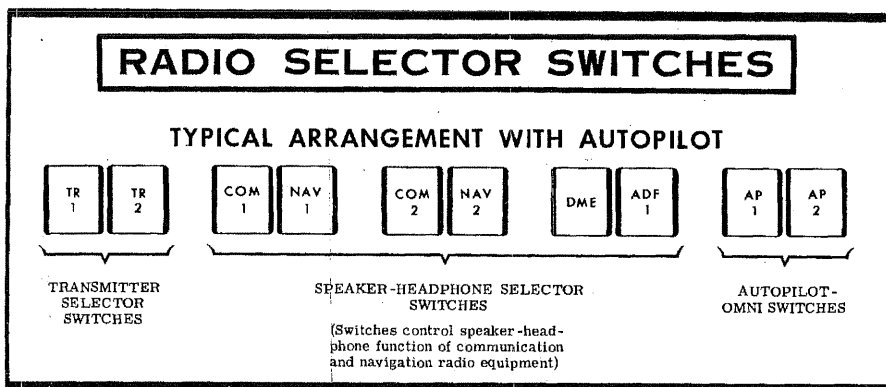 RADIO SELECTOR SWITCHES
TYPICAL ARRANGEMENT WITH AUTOPILOT
TR 1
TR 2
COM 1
NAV 1
COM 2
NAV 2
DME
ADF 1
AP 1
AP 2
TRANSMITTER
SELECTOR
SWITCHES
SPEAKER-HEADPHONE SELECTOR
SWITCHES
(Switches control speaker-head-
phone function of communication
and navigation radio equipment)
AUTOPILOT-
OMNI SWITCHES